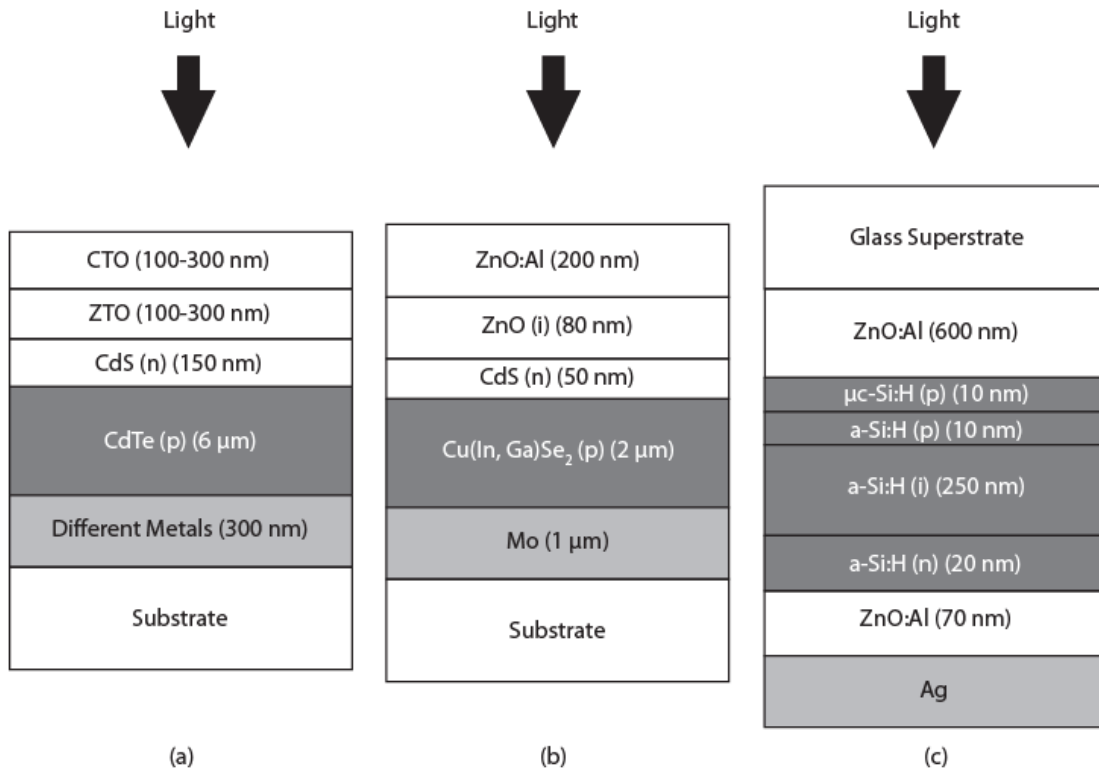 Light
CTO (100-300 nm)
ZTO (100-300 nm)
CdS (n) (150 nm)
CdTe (p) (6 μm)
Different Metals (300 nm)
Substrate
(a)
Light
ZnO:Al (200 nm)
ZnO (i) (80 nm)
CdS (n) (50 nm)
Cu(In, Ga)Se₂ (p) (2 μm)
Mo (1 μm)
Substrate
(b)
Light
Glass Superstrate
ZnO:Al (600 nm)
μc-Si:H (p) (10 nm)
a-Si:H (p) (10 nm)
a-Si:H (i) (250 nm)
a-Si:H (n) (20 nm)
ZnO:Al (70 nm)
Ag
(c)